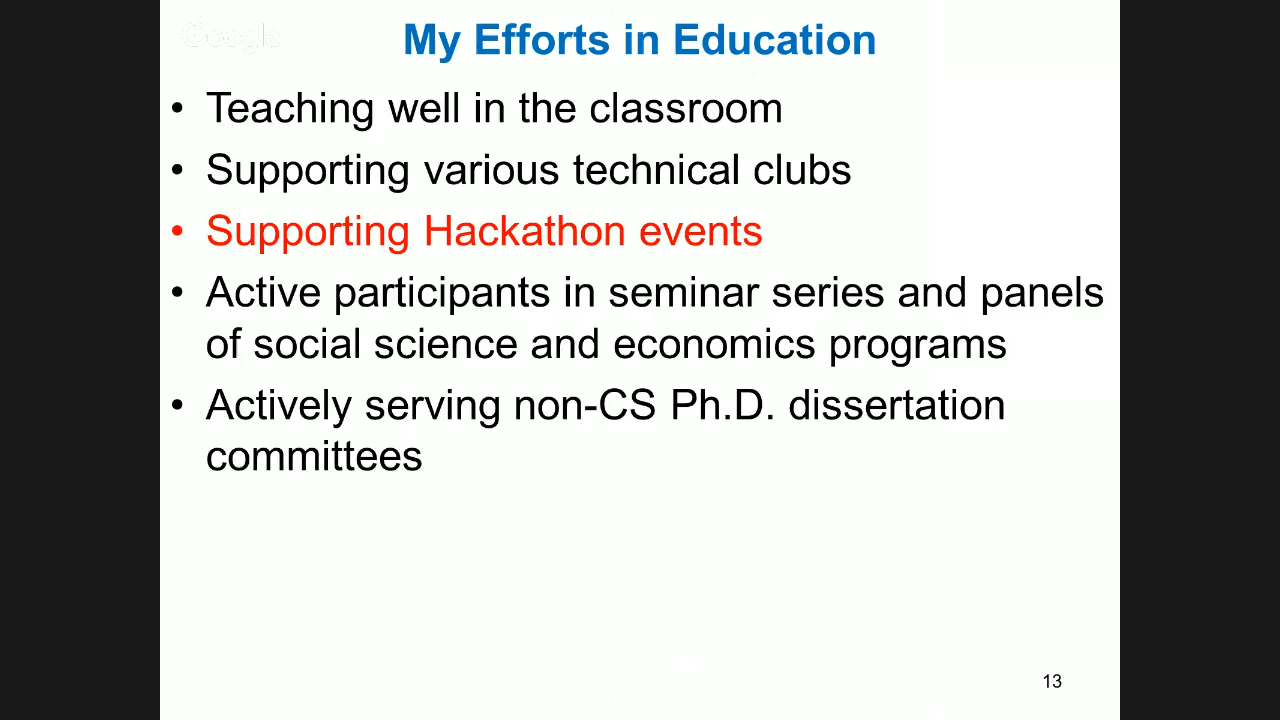 Google
My Efforts in Education
• Teaching well in the classroom
• Supporting various technical clubs
• Supporting Hackathon events
• Active participants in seminar series and panels
of social science and economics programs
• Actively serving non-CS Ph.D. dissertation
committees
13